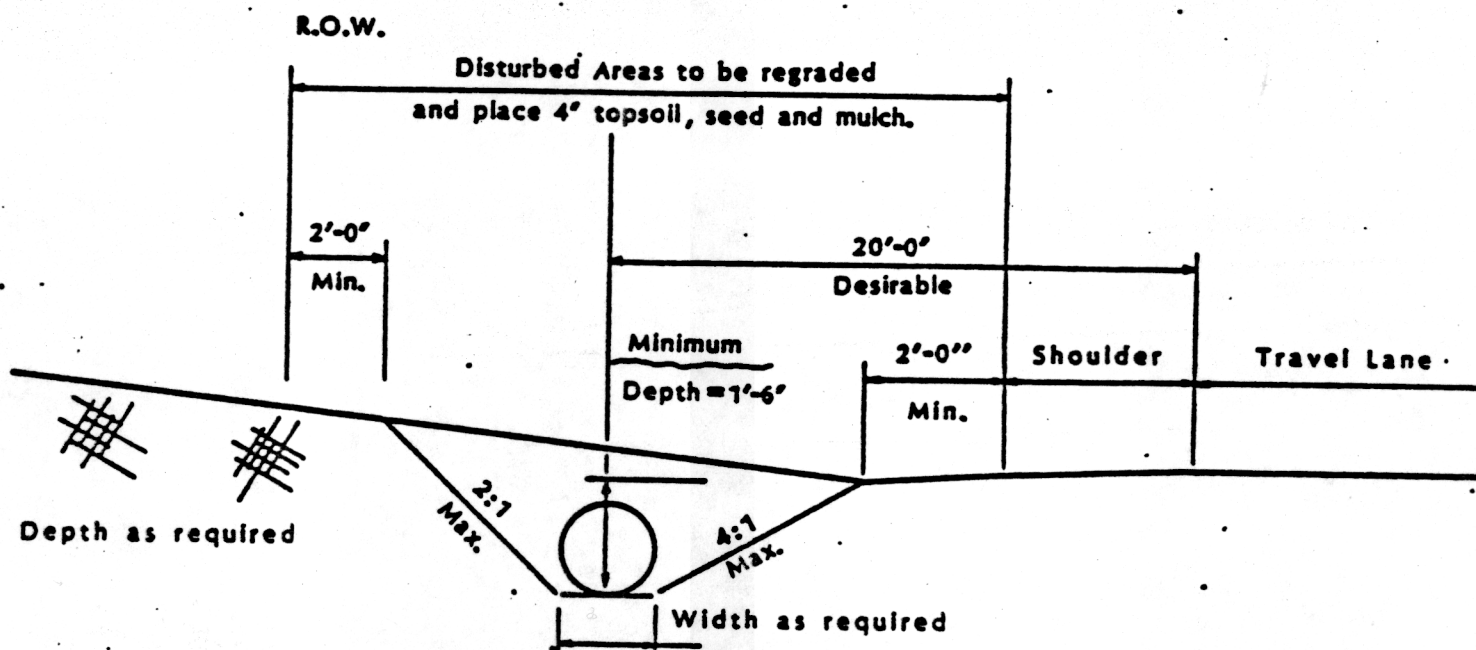 R.O.W.
Disturbed Areas to be regraded
and place 4" topsoil, seed and mulch.
2'-0"
Min.
20'-0"
Desirable
Minimum
Depth = 1'-6"
2'-0"
Min.
Shoulder
Travel Lane
2:1
Max.
4:1
Max.
Depth as required
Width as required